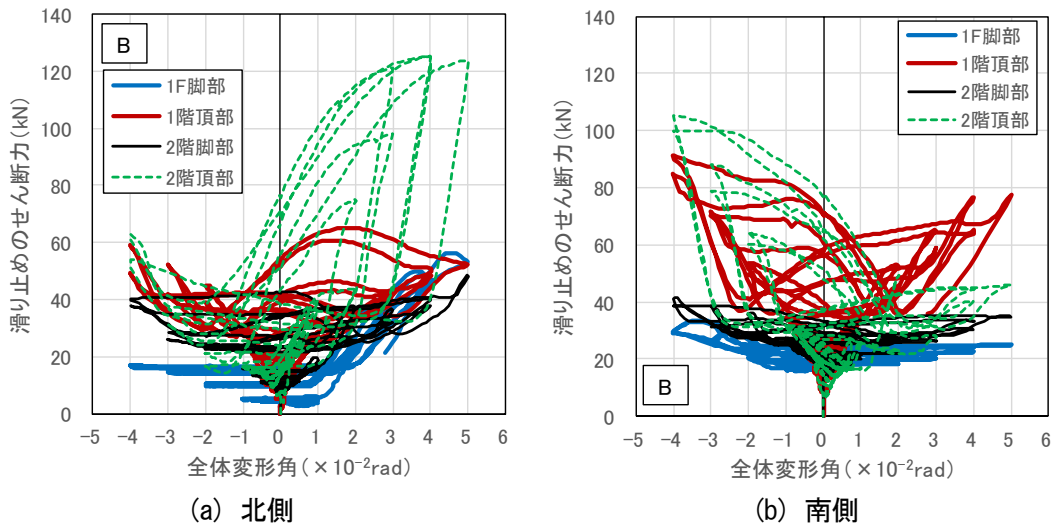 140
120
100
80
60
40
20
0
滑り止めのせん断力(kN)
B
1F脚部
1階頂部
2階脚部
2階頂部
−5 −4 −3 −2 −1 0 1 2 3 4 5 6
全体変形角(×10⁻²rad)
(a) 北側
140
120
100
80
60
40
20
0
滑り止めのせん断力(kN)
1F脚部
1階頂部
2階脚部
2階頂部
B
−5 −4 −3 −2 −1 0 1 2 3 4 5 6
全体変形角(×10⁻²rad)
(b) 南側